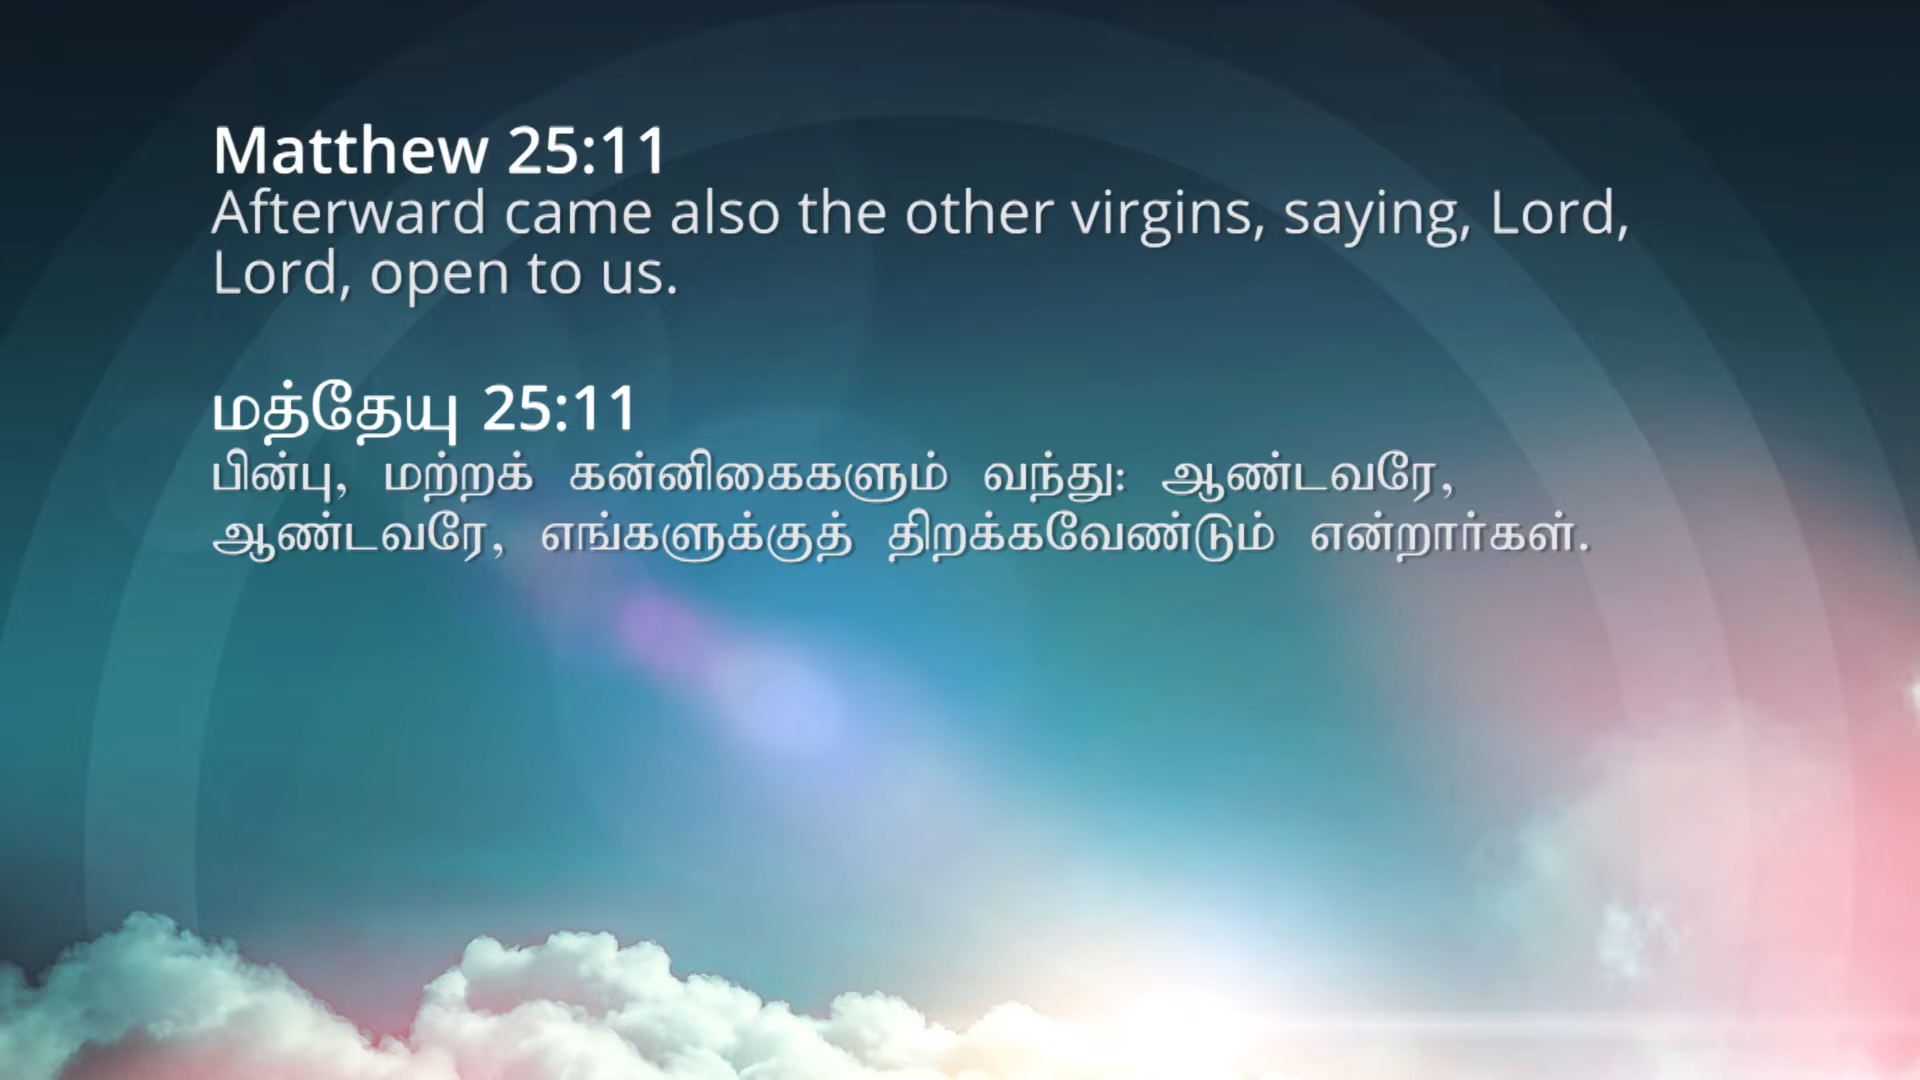 Matthew 25:11
Afterward came also the other virgins, saying, Lord,
Lord, open to us.
மத்தேயு 25:11
பின்பு, மற்றக் கன்னிகைகளும் வந்து: ஆண்டவரே,
ஆண்டவரே, எங்களுக்குத் திறக்கவேண்டும் என்றார்கள்.